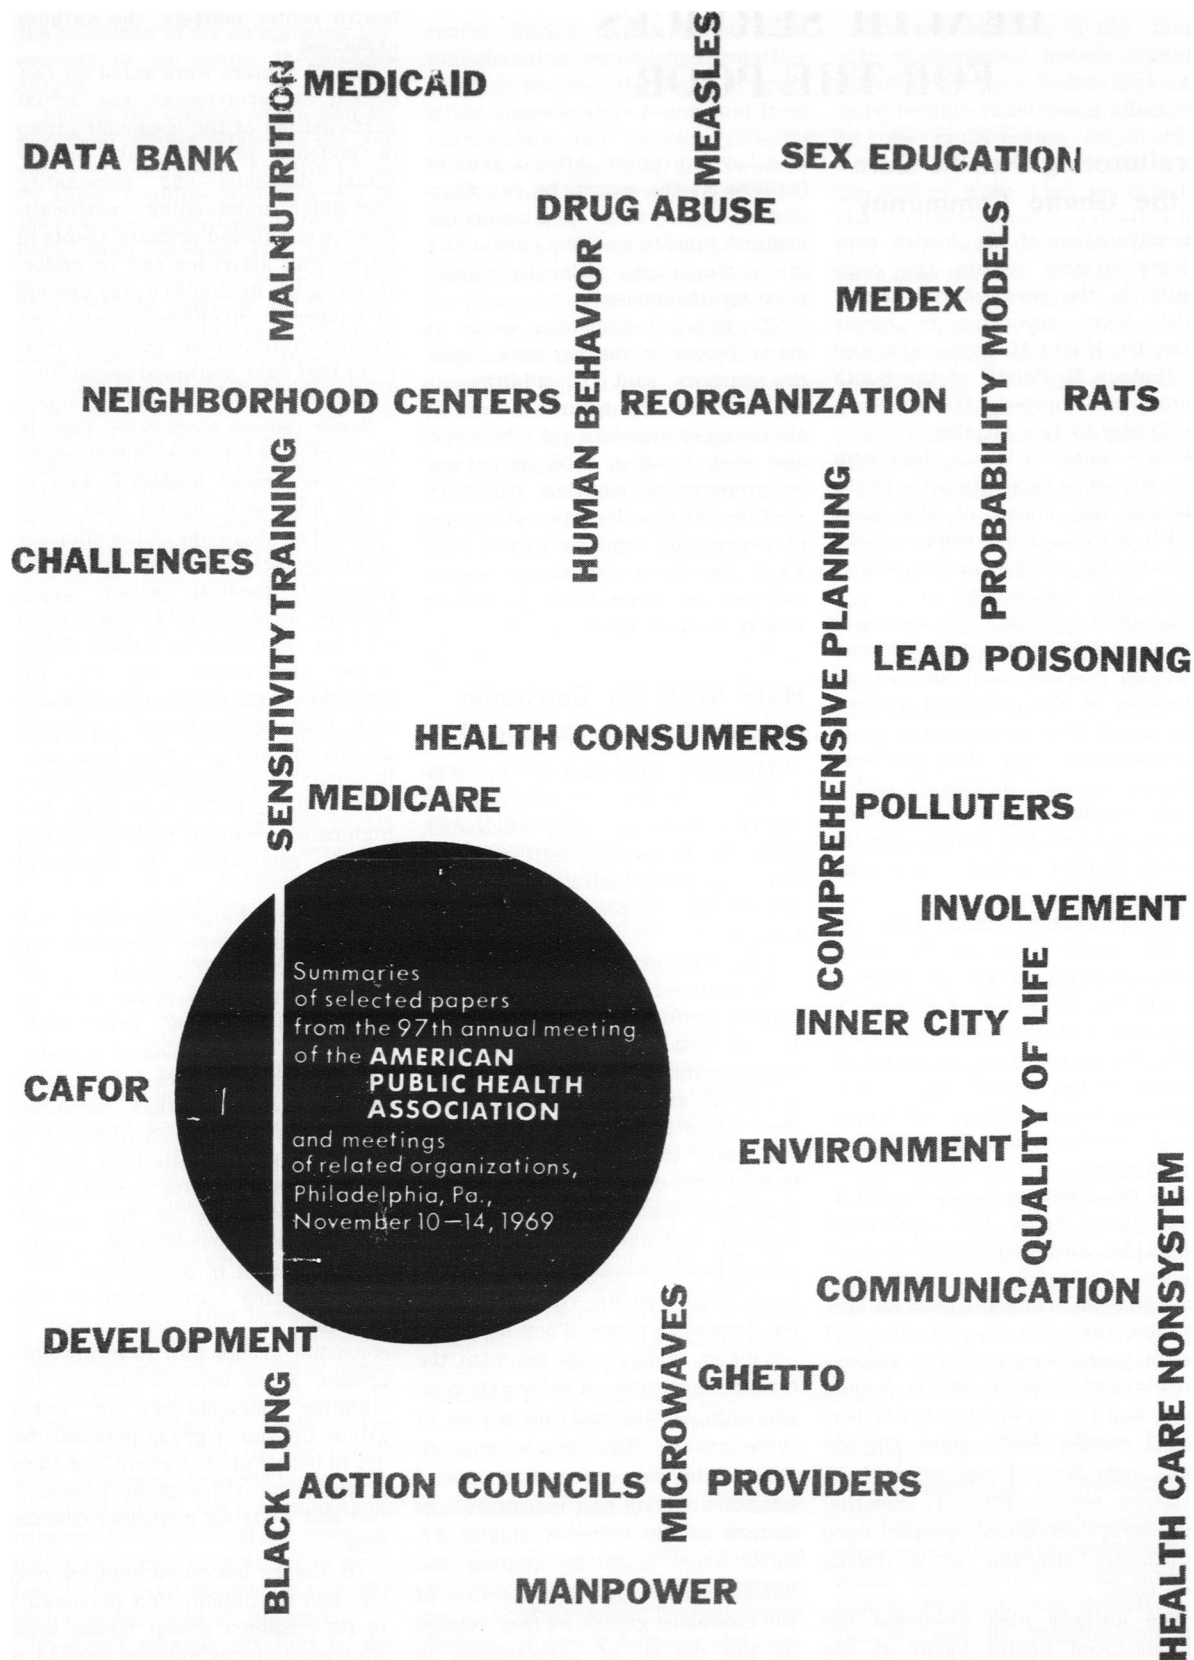 MEASLES
MEDICAID
MALNUTRITION
DATA BANK
SEX EDUCATION
DRUG ABUSE
PROBABILITY MODELS
HUMAN BEHAVIOR
MEDEX
NEIGHBORHOOD CENTERS
REORGANIZATION
RATS
SENSITIVITY TRAINING
COMPREHENSIVE PLANNING
CHALLENGES
LEAD POISONING
HEALTH CONSUMERS
MEDICARE
POLLUTERS
INVOLVEMENT
QUALITY OF LIFE
Summaries
of selected papers
from the 97th annual meeting
of the AMERICAN
PUBLIC HEALTH
ASSOCIATION
and meetings
of related organizations,
Philadelphia, Pa.,
November 10—14, 1969
INNER CITY
CAFOR
ENVIRONMENT
HEALTH CARE NONSYSTEM
COMMUNICATION
DEVELOPMENT
MICROWAVES
GHETTO
BLACK LUNG
ACTION COUNCILS
PROVIDERS
MANPOWER